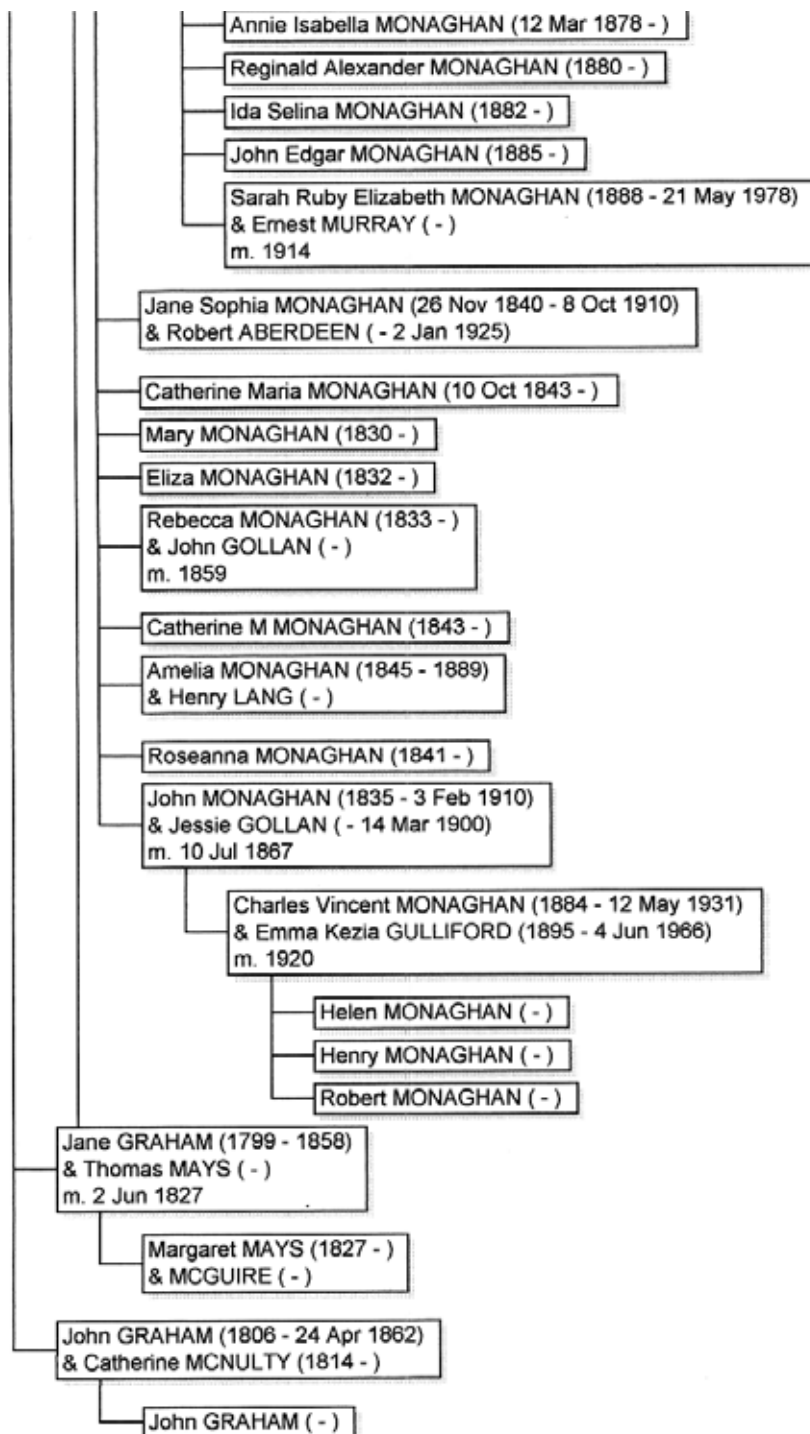 Annie Isabella MONAGHAN (12 Mar 1878 - )
Reginald Alexander MONAGHAN (1880 - )
Ida Selina MONAGHAN (1882 - )
John Edgar MONAGHAN (1885 - )
Sarah Ruby Elizabeth MONAGHAN (1888 - 21 May 1978)
& Ernest MURRAY ( - )
m. 1914
Jane Sophia MONAGHAN (26 Nov 1840 - 8 Oct 1910)
& Robert ABERDEEN ( - 2 Jan 1925)
Catherine Maria MONAGHAN (10 Oct 1843 - )
Mary MONAGHAN (1830 - )
Eliza MONAGHAN (1832 - )
Rebecca MONAGHAN (1833 - )
& John GOLLAN ( - )
m. 1859
Catherine M MONAGHAN (1843 - )
Amelia MONAGHAN (1845 - 1889)
& Henry LANG ( - )
Roseanna MONAGHAN (1841 - )
John MONAGHAN (1835 - 3 Feb 1910)
& Jessie GOLLAN ( - 14 Mar 1900)
m. 10 Jul 1867
Charles Vincent MONAGHAN (1884 - 12 May 1931)
& Emma Kezia GULLIFORD (1895 - 4 Jun 1966)
m. 1920
Helen MONAGHAN ( - )
Henry MONAGHAN ( - )
Robert MONAGHAN ( - )
Jane GRAHAM (1799 - 1858)
& Thomas MAYS ( - )
m. 2 Jun 1827
Margaret MAYS (1827 - )
& MCGUIRE ( - )
John GRAHAM (1806 - 24 Apr 1862)
& Catherine MCNULTY (1814 - )
John GRAHAM ( - )